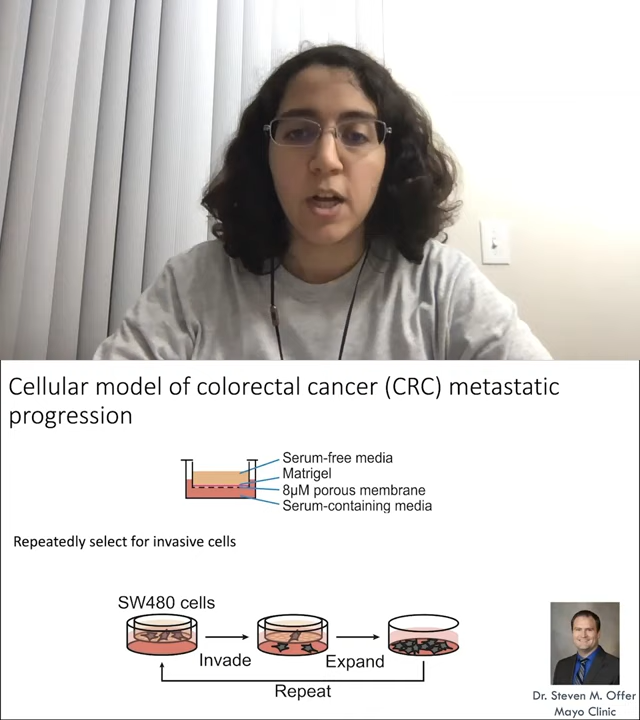 Cellular model of colorectal cancer (CRC) metastatic
progression
Serum-free media
Matrigel
8μM porous membrane
Serum-containing media
Repeatedly select for invasive cells
SW480 cells
Invade
Expand
Repeat
Dr. Steven M. Offer
Mayo Clinic